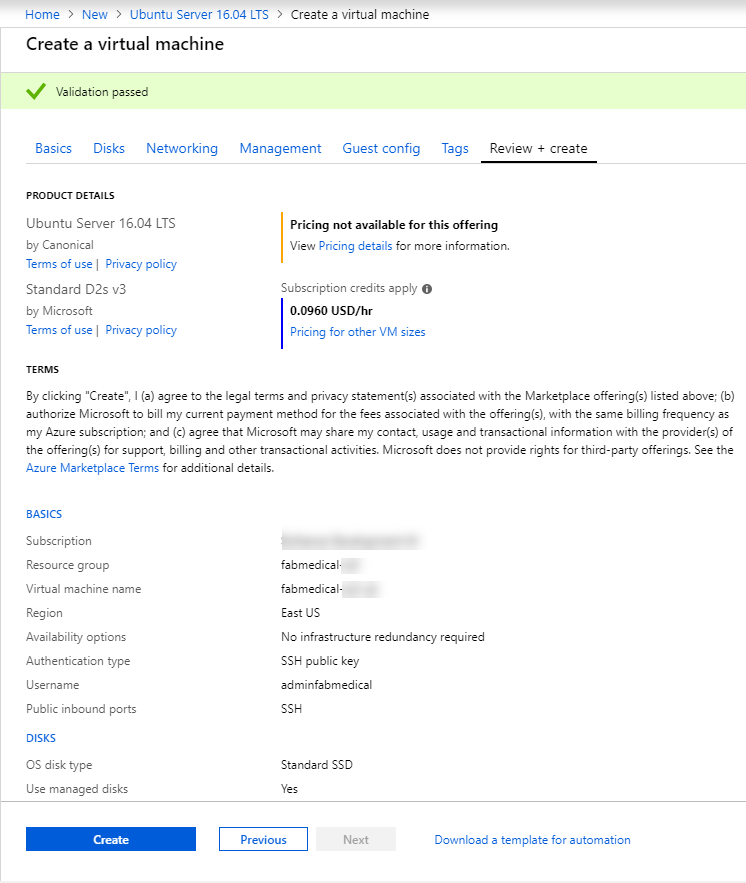 Home > New > Ubuntu Server 16.04 LTS > Create a virtual machine
Create a virtual machine
Validation passed
Basics Disks Networking Management Guest config Tags Review + create
PRODUCT DETAILS
Ubuntu Server 16.04 LTS
by Canonical
Terms of use | Privacy policy
Pricing not available for this offering
View Pricing details for more information.
Standard D2s v3
by Microsoft
Terms of use | Privacy policy
Subscription credits apply
0.0960 USD/hr
Pricing for other VM sizes
TERMS
By clicking "Create", I (a) agree to the legal terms and privacy statement(s) associated with the Marketplace offering(s) listed above; (b)
authorize Microsoft to bill my current payment method for the fees associated with the offering(s), with the same billing frequency as
my Azure subscription; and (c) agree that Microsoft may share my contact, usage and transactional information with the provider(s) of
the offering(s) for support, billing and other transactional activities. Microsoft does not provide rights for third-party offerings. See the
Azure Marketplace Terms for additional details.
BASICS
Subscription
Resource group fabmedical-
Virtual machine name fabmedical-
Region East US
Availability options No infrastructure redundancy required
Authentication type SSH public key
Username adminfabmedical
Public inbound ports SSH
DISKS
OS disk type Standard SSD
Use managed disks Yes
Create Previous Next Download a template for automation